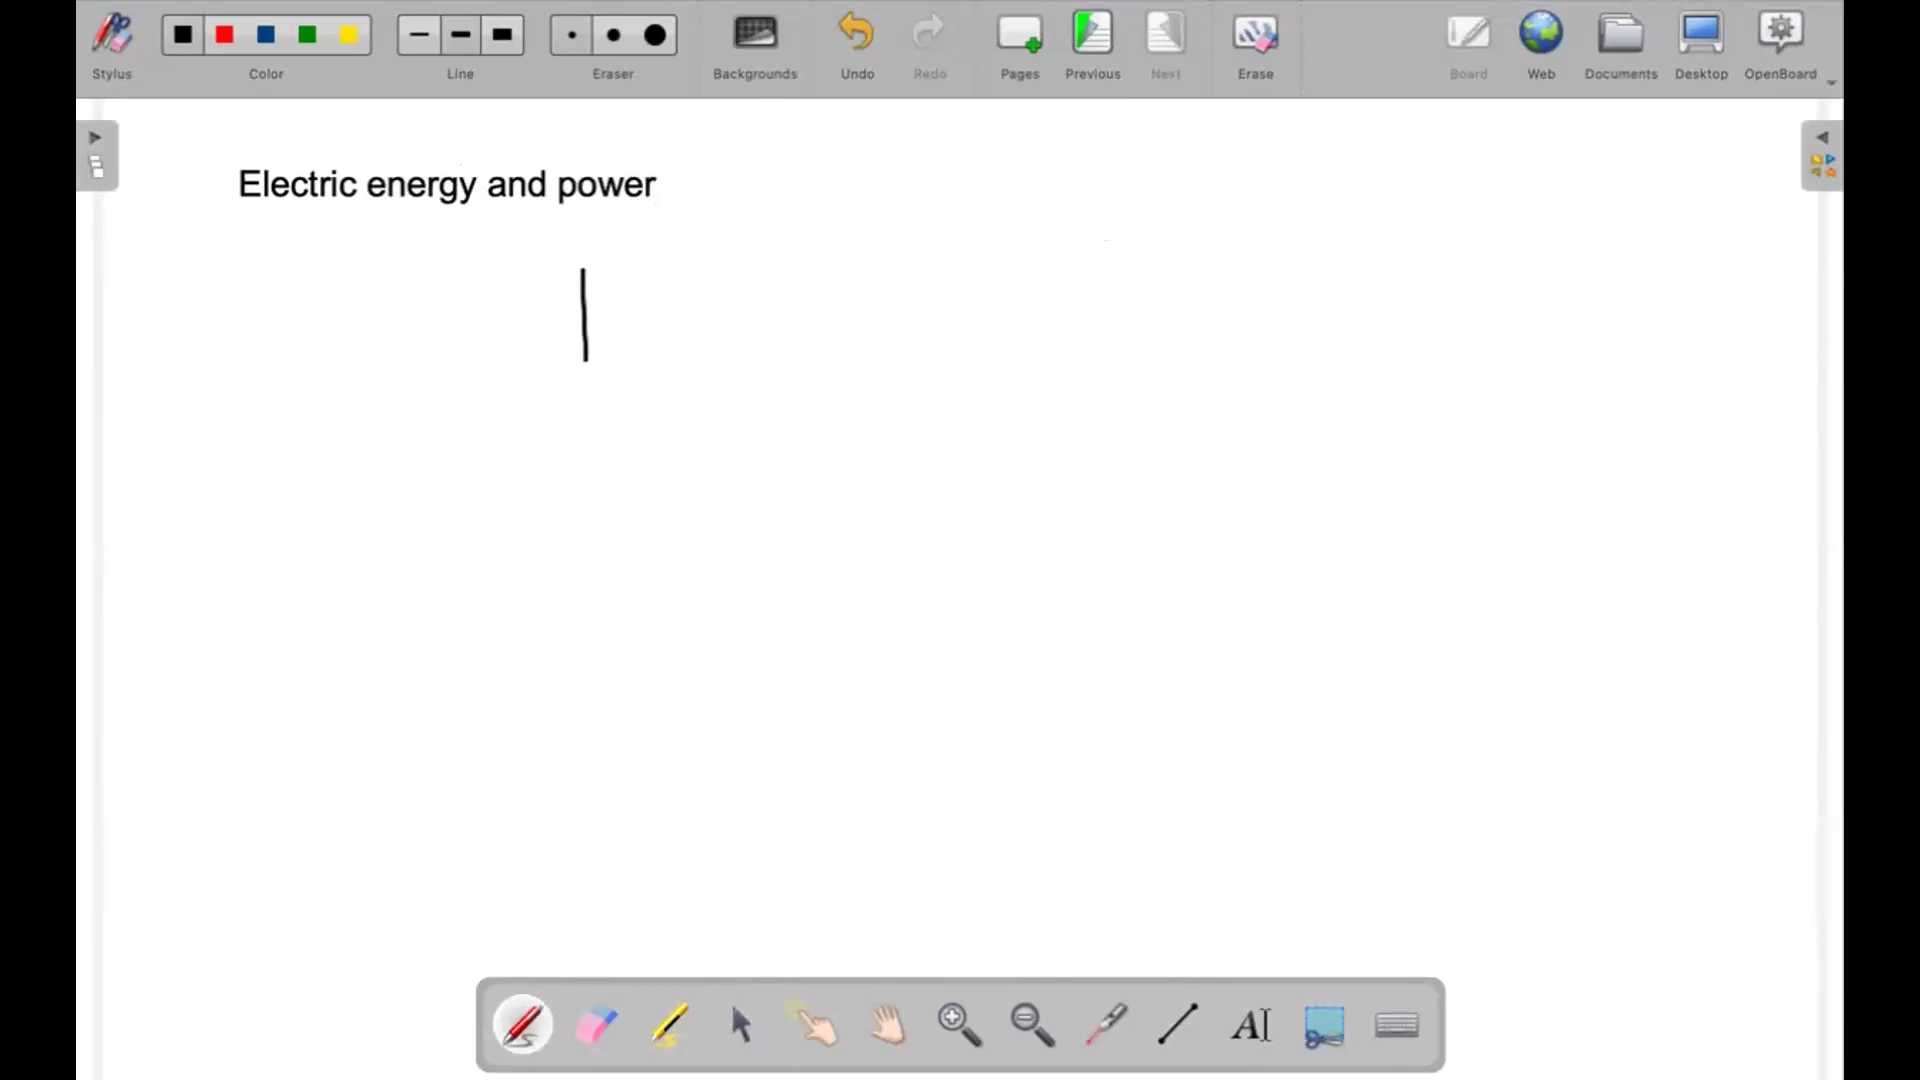 Stylus
Color
Line
Eraser
Backgrounds
Undo
Redo
Pages
Previous
Next
Erase
Board
Web
Documents
Desktop
OpenBoard
Electric energy and power